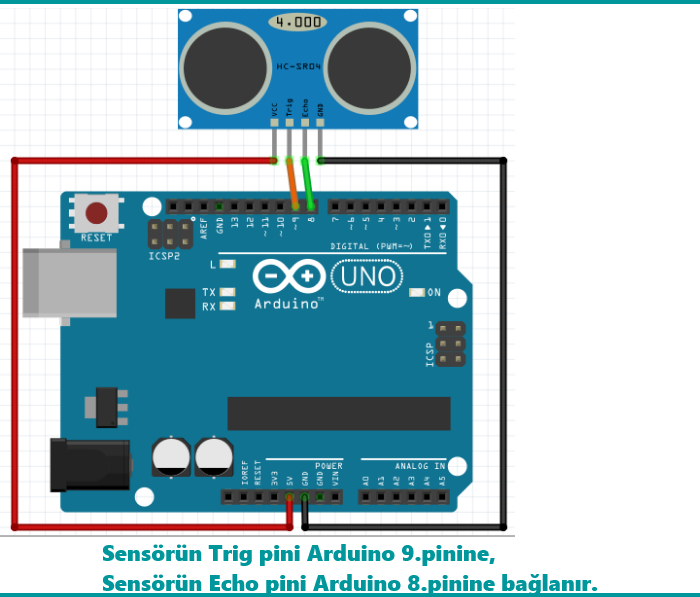 4.000
HC-SR04
VCC Trig Echo GND
RESET
ICSP2
AREF GND 13 12 ~11 ~10 ~9 8 7 ~6 ~5 4 ~3 2 TXD▶1 RXD◀0
DIGITAL (PWM=~)
L
TX
RX
UNO
ON
Arduino™
1
ICSP
POWER
ANALOG IN
IOREF RESET 3V3 5V GND GND VIN A0 A1 A2 A3 A4 A5
Sensörün Trig pini Arduino 9.pinine,
Sensörün Echo pini Arduino 8.pinine bağlanır.